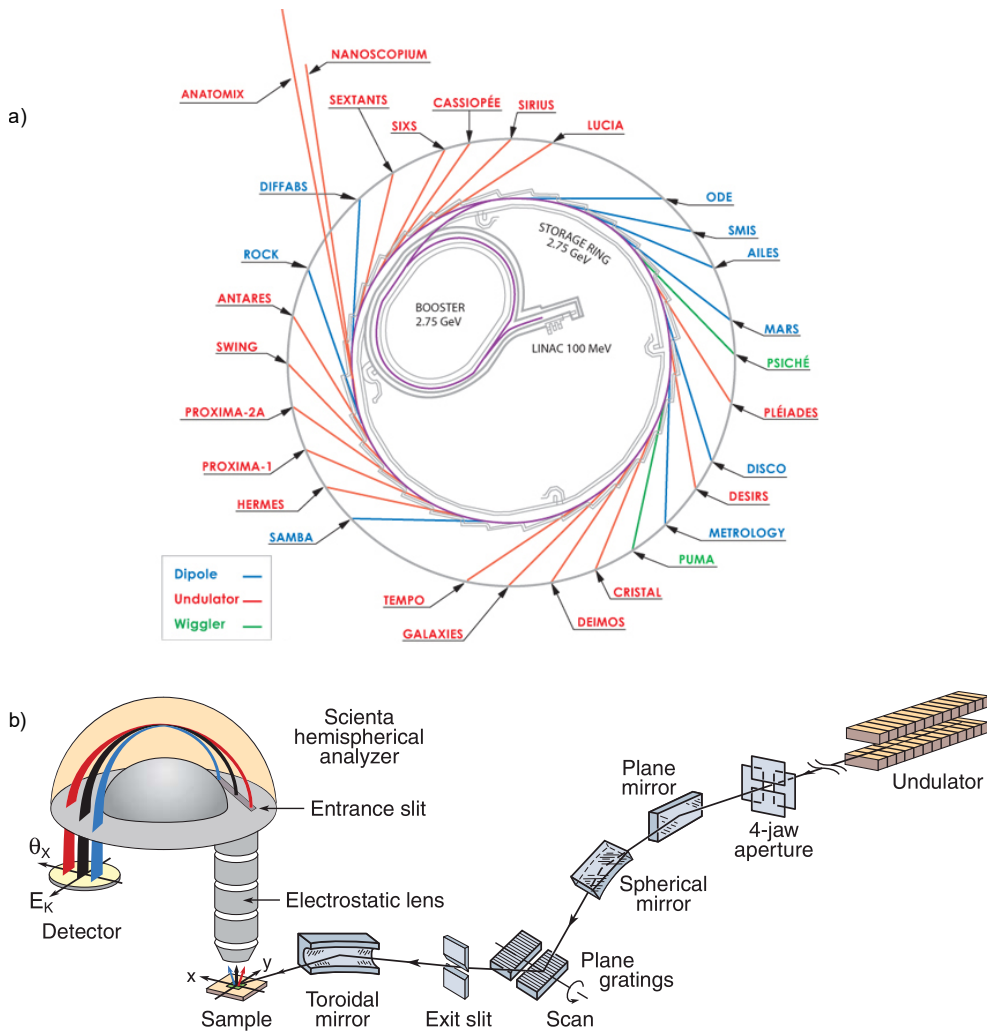 a)
NANOSCOPIUM
ANATOMIX
SEXTANTS
CASSIOPÉE
SIRIUS
SIXS
LUCIA
DIFFABS
ODE
SMIS
STORAGE RING
2.75 GeV
AILES
ROCK
ANTARES
BOOSTER
2.75 GeV
MARS
LINAC 100 MeV
SWING
PSICHÉ
PROXIMA-2A
PLÉIADES
PROXIMA-1
DISCO
HERMES
DESIRS
SAMBA
METROLOGY
PUMA
Dipole
Undulator
Wiggler
TEMPO
CRISTAL
GALAXIES
DEIMOS
b)
Scienta
hemispherical
analyzer
Entrance slit
Electrostatic lens
θX
EK
Detector
x
y
Sample
Toroidal
mirror
Exit slit
Scan
Plane
gratings
Spherical
mirror
Plane
mirror
4-jaw
aperture
Undulator